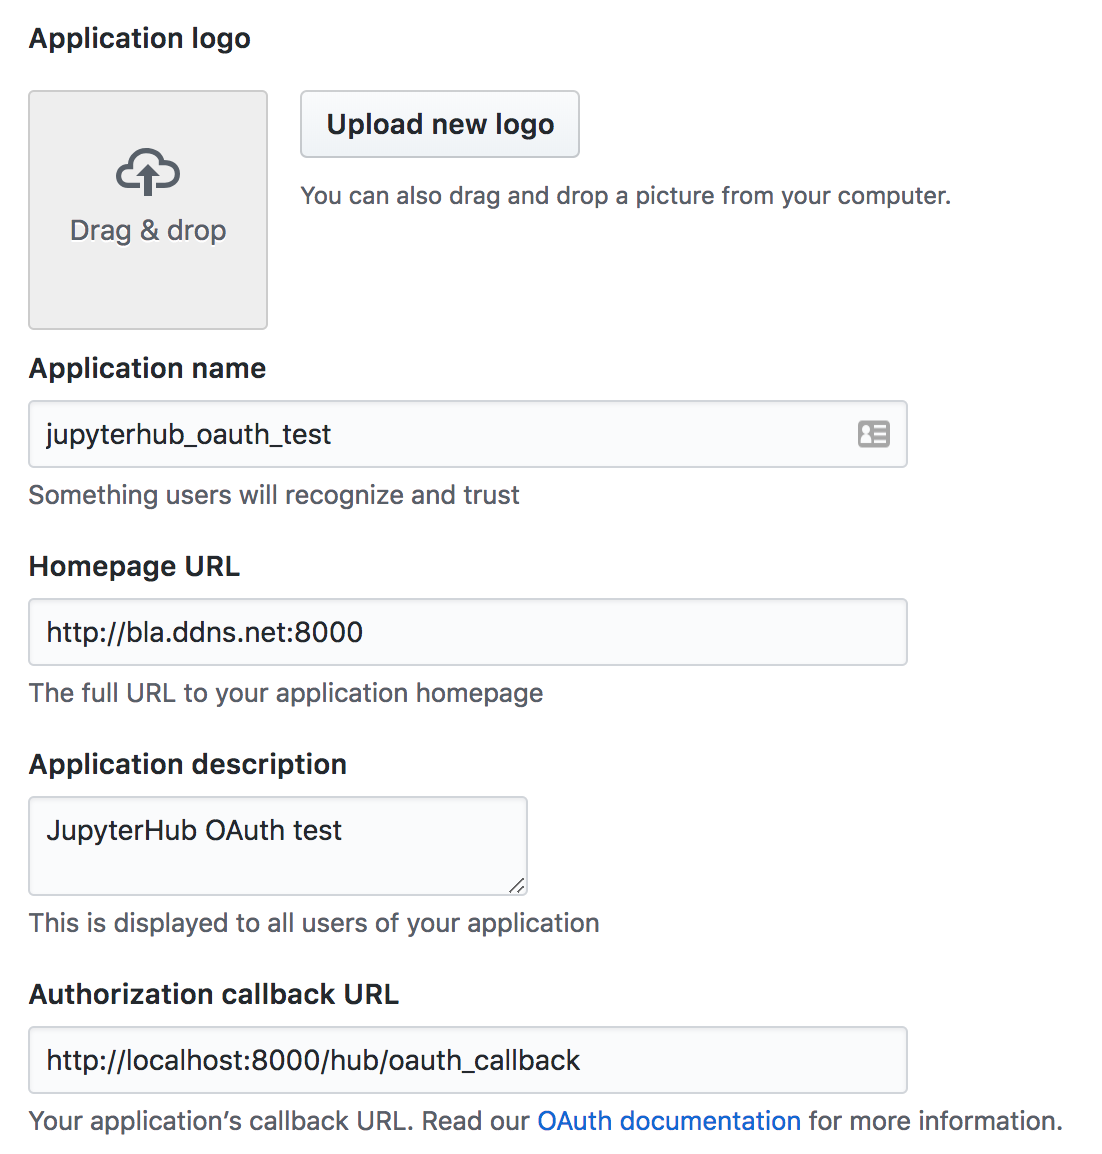 Application logo
Upload new logo
You can also drag and drop a picture from your computer.
Drag & drop
Application name
jupyterhub_oauth_test
Something users will recognize and trust
Homepage URL
http://bla.ddns.net:8000
The full URL to your application homepage
Application description
JupyterHub OAuth test
This is displayed to all users of your application
Authorization callback URL
http://localhost:8000/hub/oauth_callback
Your application’s callback URL. Read our OAuth documentation for more information.